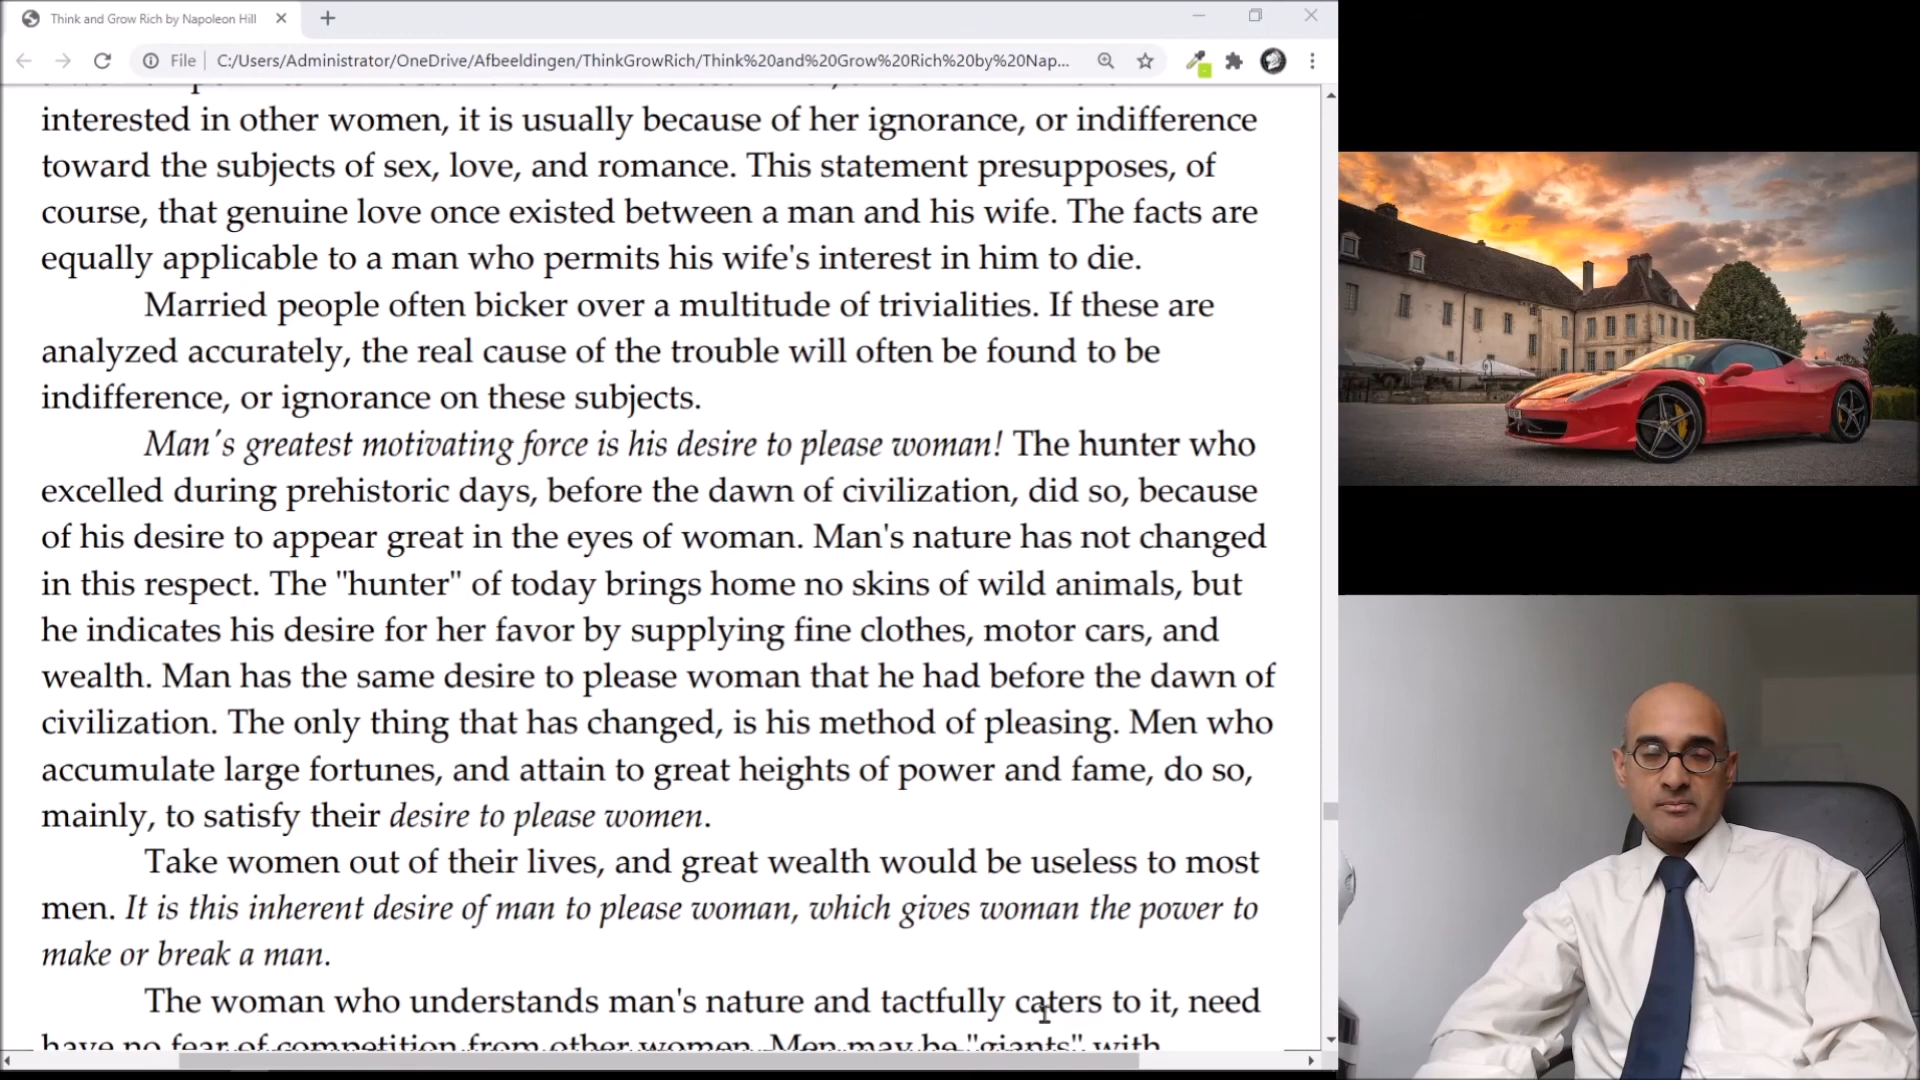 Think and Grow Rich by Napoleon Hill
File
C:/Users/Administrator/OneDrive/Afbeeldingen/ThinkGrowRich/Think%20and%20Grow%20Rich%20by%20Nap...
interested in other women, it is usually because of her ignorance, or indifference
toward the subjects of sex, love, and romance. This statement presupposes, of
course, that genuine love once existed between a man and his wife. The facts are
equally applicable to a man who permits his wife's interest in him to die.
Married people often bicker over a multitude of trivialities. If these are
analyzed accurately, the real cause of the trouble will often be found to be
indifference, or ignorance on these subjects.
Man's greatest motivating force is his desire to please woman! The hunter who
excelled during prehistoric days, before the dawn of civilization, did so, because
of his desire to appear great in the eyes of woman. Man's nature has not changed
in this respect. The "hunter" of today brings home no skins of wild animals, but
he indicates his desire for her favor by supplying fine clothes, motor cars, and
wealth. Man has the same desire to please woman that he had before the dawn of
civilization. The only thing that has changed, is his method of pleasing. Men who
accumulate large fortunes, and attain to great heights of power and fame, do so,
mainly, to satisfy their desire to please women.
Take women out of their lives, and great wealth would be useless to most
men. It is this inherent desire of man to please woman, which gives woman the power to
make or break a man.
The woman who understands man's nature and tactfully caters to it, need
have no fear of competition from other women. Men may be "giants" with